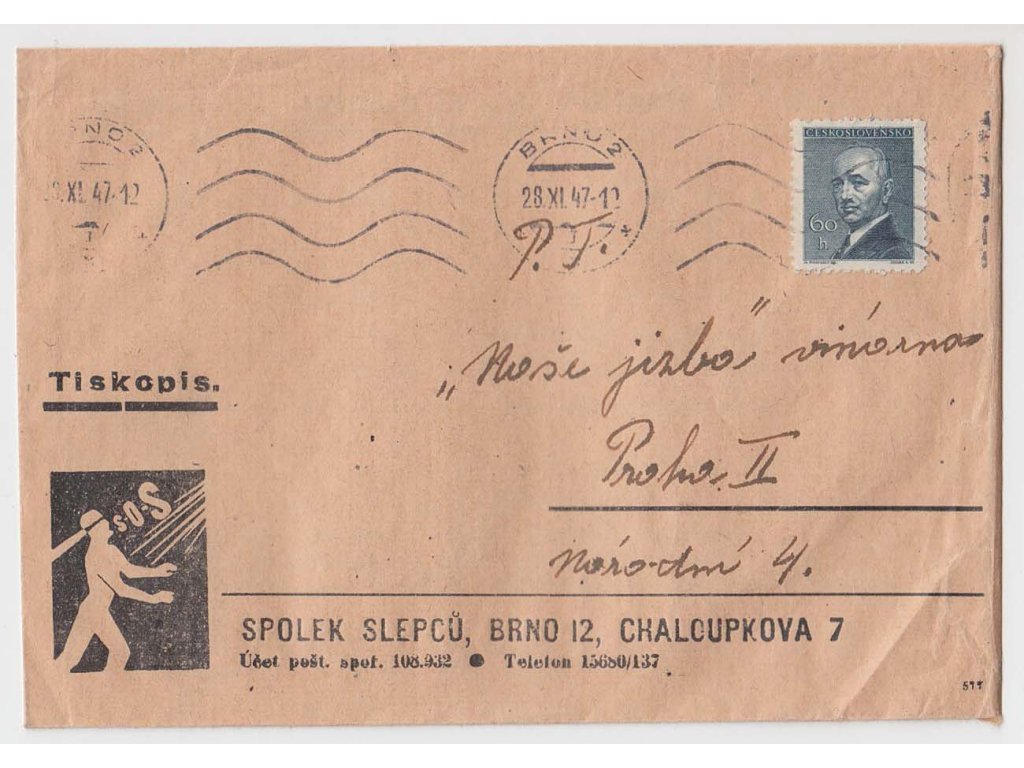 BRNO 2
28.XI.47-12
BRNO 2
28.XI.47-12
ČESKOSLOVENSKO
60
h
P. T.
„Naše jizba" vinárna
Tiskopis.
Praha II
S-O-S
Národní 4.
SPOLEK SLEPCŮ, BRNO 12, CHALOUPKOVA 7
Účet pošt. spoř. 108.932 ● Telefon 15680/137